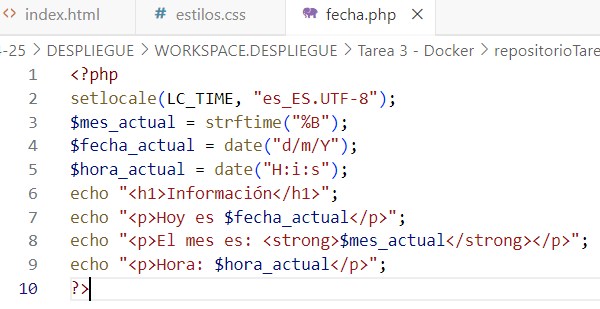 index.html # estilos.css fecha.php
4-25 > DESPLIEGUE > WORKSPACE.DESPLIEGUE > Tarea 3 - Docker > repositorioTare
1 <?php
2 setlocale(LC_TIME, "es_ES.UTF-8");
3 $mes_actual = strftime("%B");
4 $fecha_actual = date("d/m/Y");
5 $hora_actual = date("H:i:s");
6 echo "<h1>Información</h1>";
7 echo "<p>Hoy es $fecha_actual</p>";
8 echo "<p>El mes es: <strong>$mes_actual</strong></p>";
9 echo "<p>Hora: $hora_actual</p>";
10 ?>